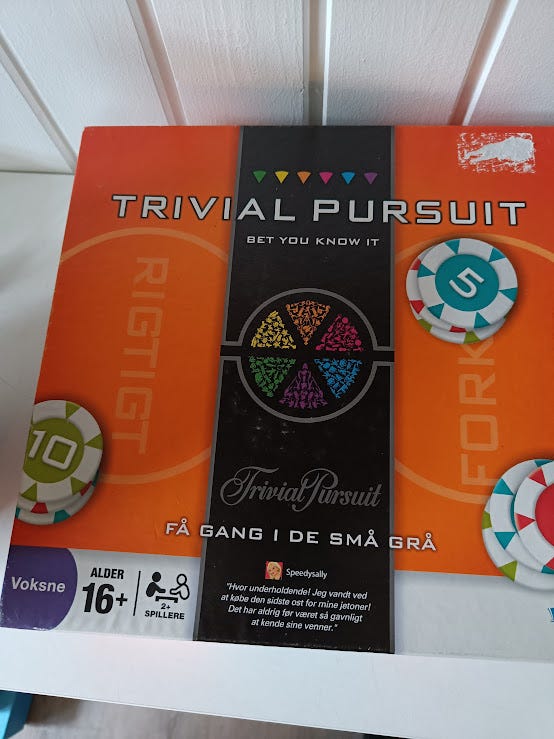 TRIVIAL PURSUIT
BET YOU KNOW IT
RIGTIGT
FORK
5
10
Trivial Pursuit
FÅ GANG I DE SMÅ GRÅ
Voksne
ALDER
16+
2+
SPILLERE
Speedysally
"Hvor underholdende! Jeg vandt ved
at købe den sidste ost for mine jetoner!
Det har aldrig før været så gavnligt
at kende sine venner."